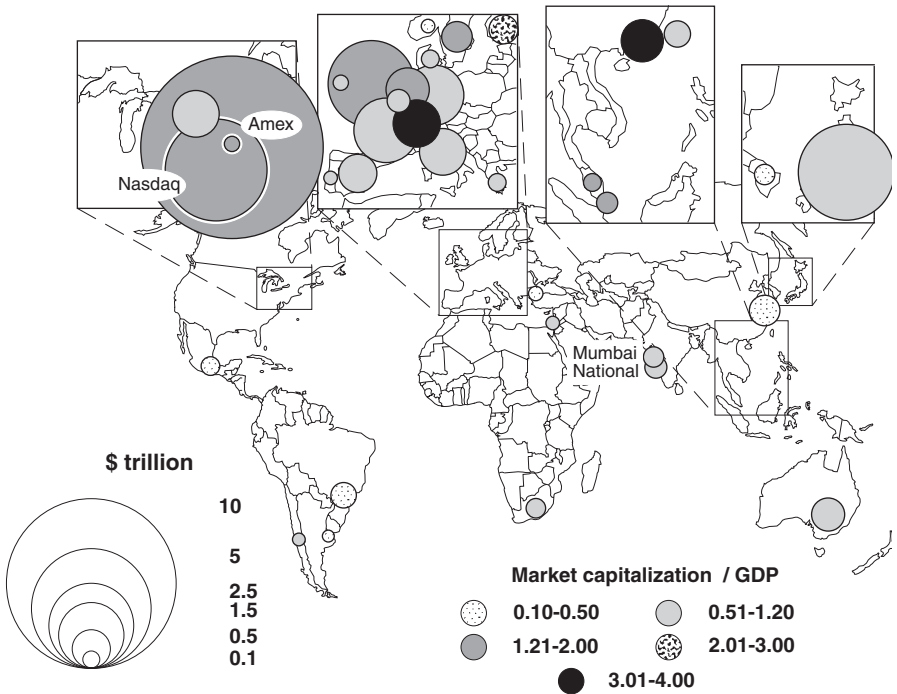 Amex
Nasdaq
Mumbai
National
$ trillion
10
5
2.5
1.5
0.5
0.1
Market capitalization / GDP
0.10-0.50
0.51-1.20
1.21-2.00
2.01-3.00
3.01-4.00